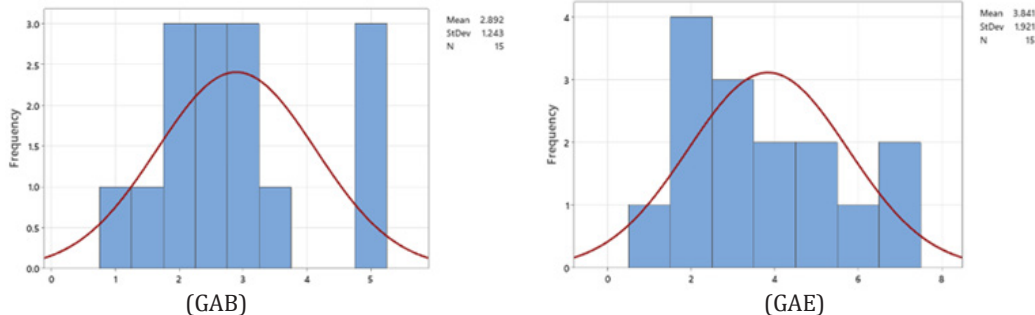 Mean 2.892
StDev 1.243
N 15
Frequency
3.0
2.5
2.0
1.5
1.0
0.5
0.0
0 1 2 3 4 5
(GAB)
Mean 3.841
StDev 1.921
N 15
Frequency
4
3
2
1
0
0 2 4 6 8
(GAE)